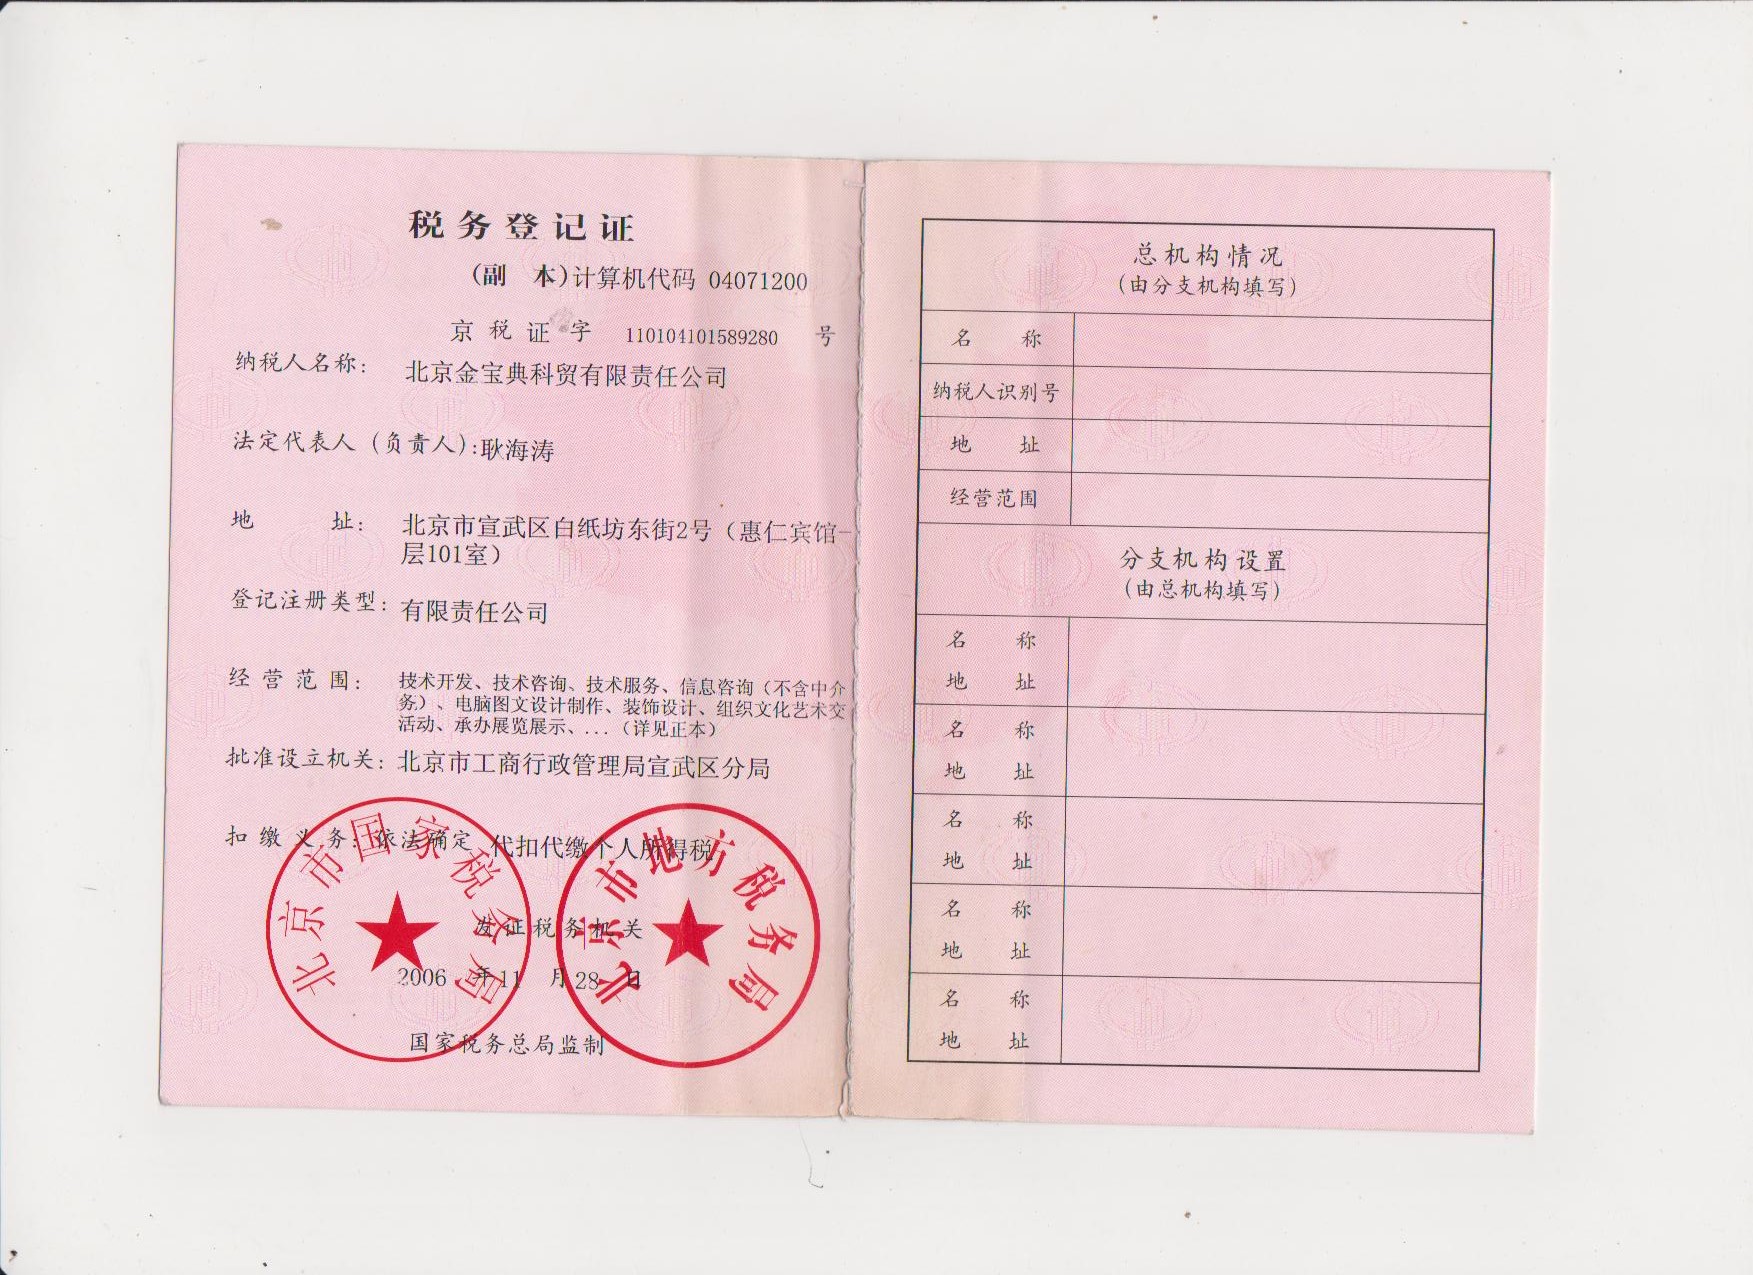 税务登记证
(副 本)计算机代码 04071200
京税证字 110104101589280 号
纳税人名称: 北京金宝典科贸有限责任公司
法定代表人(负责人): 耿海涛
地 址: 北京市宣武区白纸坊东街2号(惠仁宾馆一
层101室)
登记注册类型: 有限责任公司
经营范围: 技术开发、技术咨询、技术服务、信息咨询(不含中介
务)、电脑图文设计制作、装饰设计、组织文化艺术交
活动、承办展览展示、...(详见正本)
批准设立机关: 北京市工商行政管理局宣武区分局
扣缴义务: 依法确定 代扣代缴个人所得税
北京市国家税务局
北京市地方税务局
发证税务机关
2006 年 11 月 28 日
国家税务总局监制
总机构情况
(由分支机构填写)
名 称
纳税人识别号
地 址
经营范围
分支机构设置
(由总机构填写)
名 称
地 址
名 称
地 址
名 称
地 址
名 称
地 址
名 称
地 址